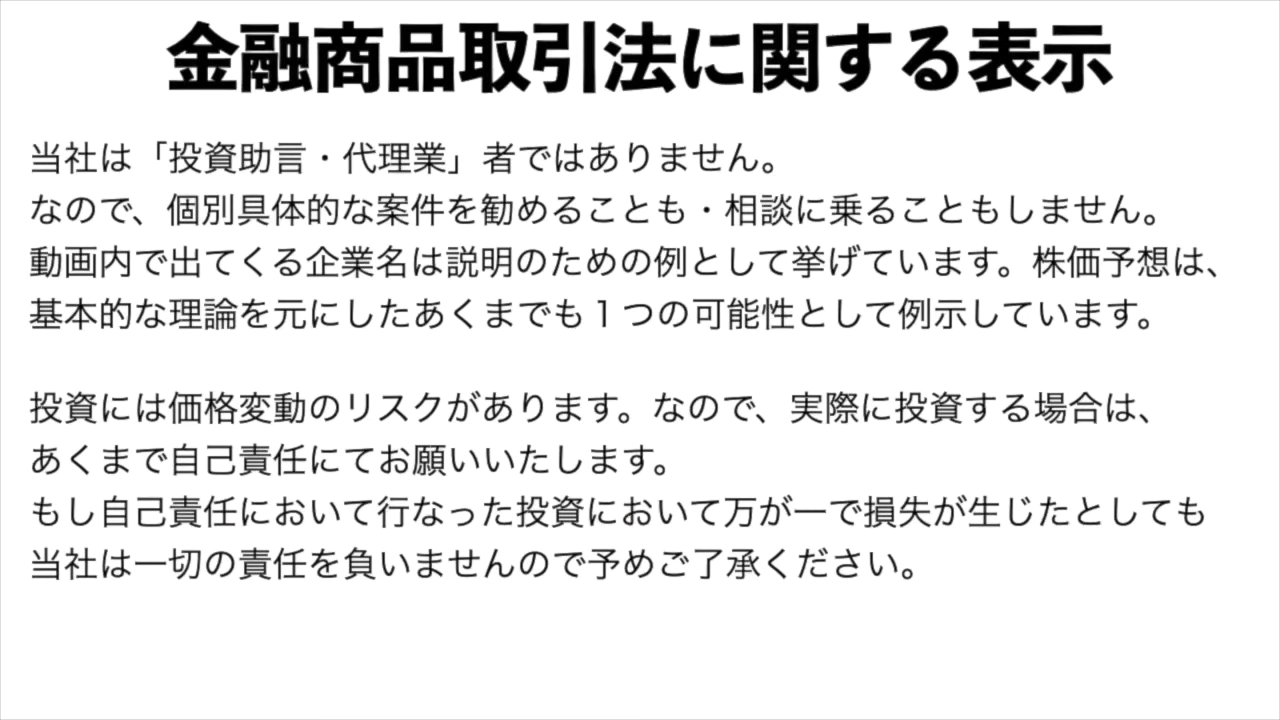 金融商品取引法に関する表示
当社は「投資助言・代理業」者ではありません。
なので、個別具体的な案件を勧めることも・相談に乗ることもしません。
動画内で出てくる企業名は説明のための例として挙げています。株価予想は、
基本的な理論を元にしたあくまでも１つの可能性として例示しています。
投資には価格変動のリスクがあります。なので、実際に投資する場合は、
あくまで自己責任にてお願いいたします。
もし自己責任において行なった投資において万が一で損失が生じたとしても
当社は一切の責任を負いませんので予めご了承ください。